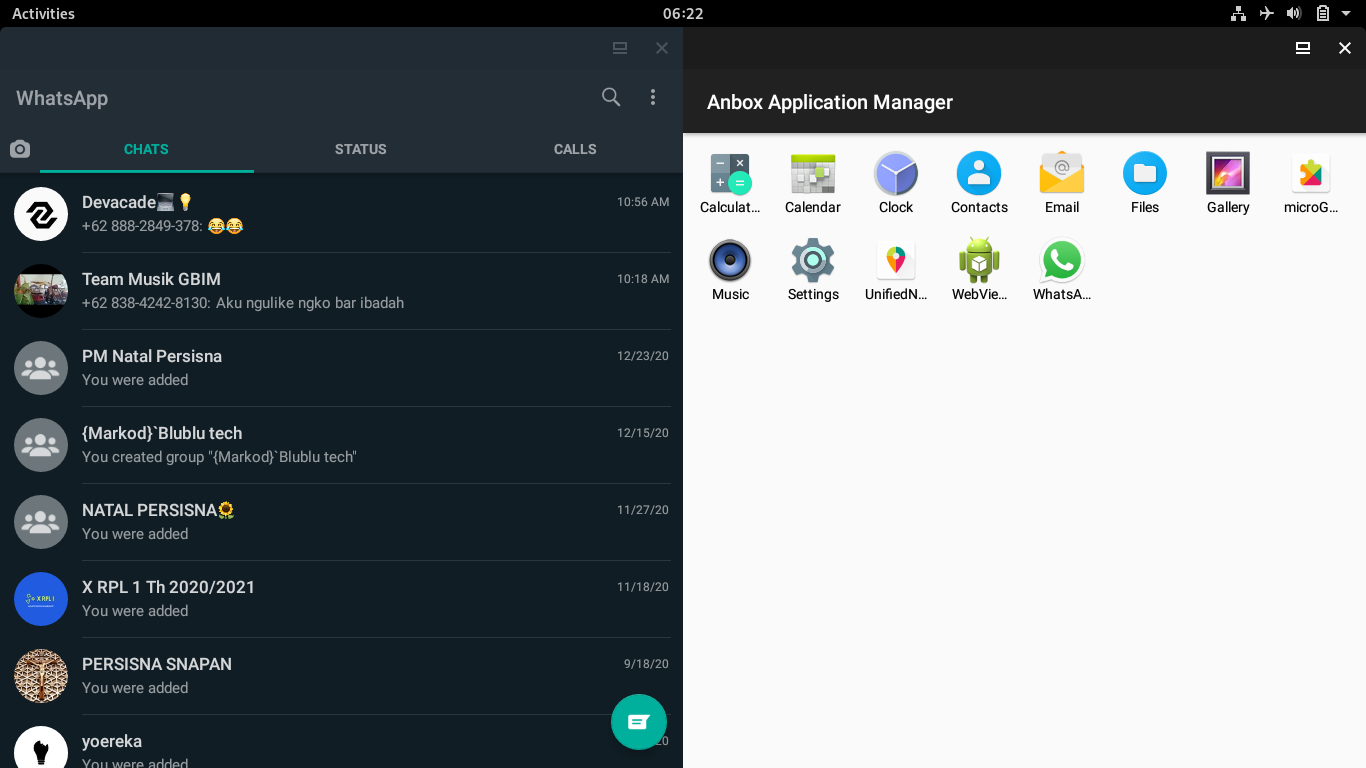 Activities
06:22
WhatsApp
CHATS
STATUS
CALLS
Devacade💻💡
10:56 AM
+62 888-2849-378: 😂😂
Team Musik GBIM
10:18 AM
+62 838-4242-8130: Aku ngulike ngko bar ibadah
PM Natal Persisna
12/23/20
You were added
{Markod}`Blublu tech
12/15/20
You created group "{Markod}`Blublu tech"
NATAL PERSISNA🌻
11/27/20
You were added
X RPL 1 Th 2020/2021
11/18/20
You were added
X RPL 1
PERSISNA SNAPAN
9/18/20
You were added
yoereka
20
You were added
Anbox Application Manager
Calculat...
Calendar
Clock
Contacts
Email
Files
Gallery
microG...
Music
Settings
UnifiedN...
WebVie...
WhatsA...